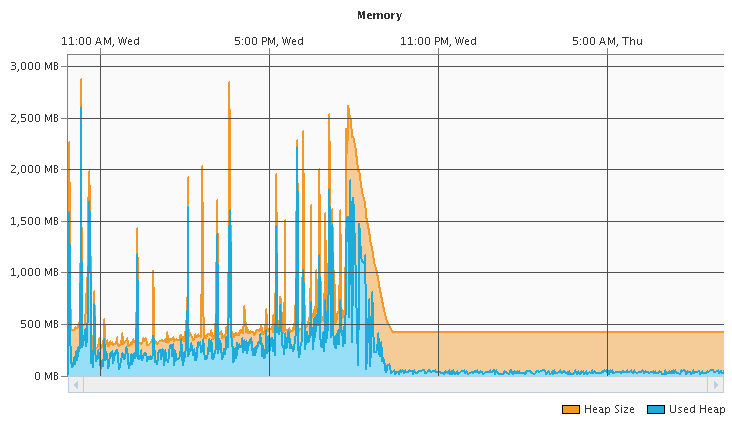 Memory
11:00 AM, Wed 5:00 PM, Wed 11:00 PM, Wed 5:00 AM, Thu
3,000 MB
2,500 MB
2,000 MB
1,500 MB
1,000 MB
500 MB
0 MB
Heap Size Used Heap